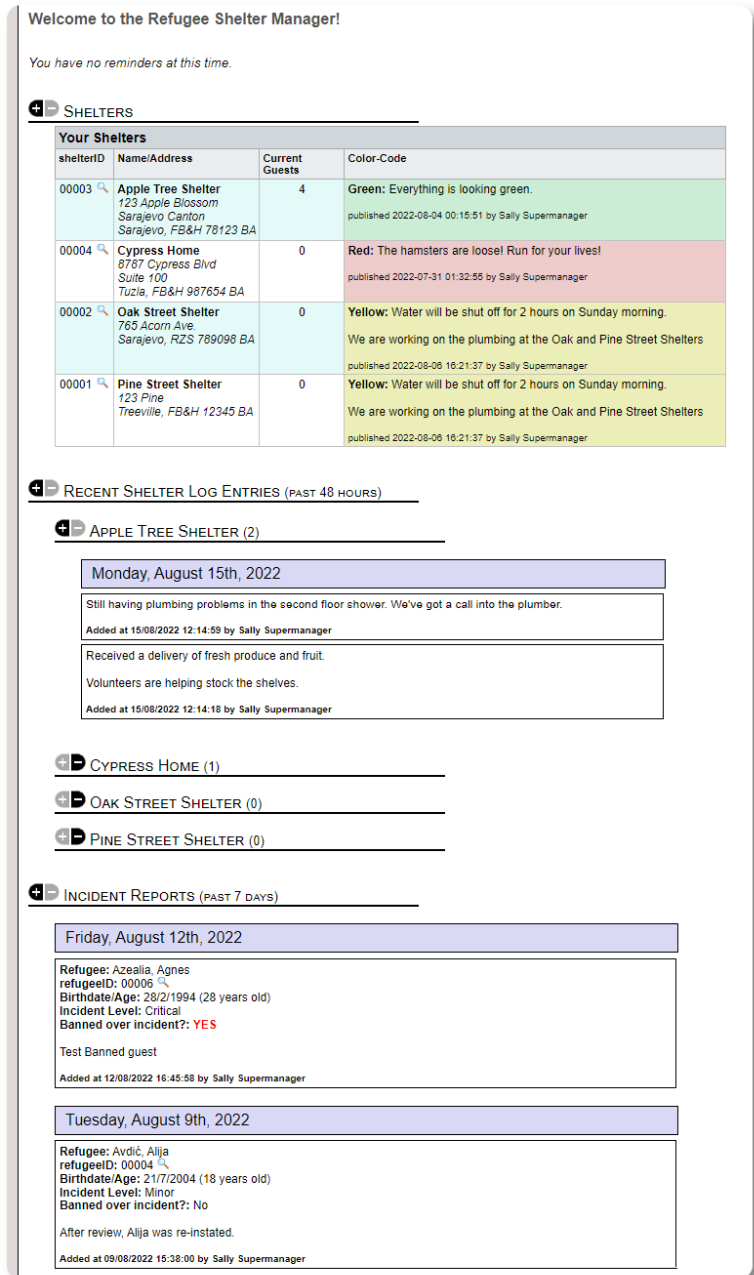 Welcome to the Refugee Shelter Manager!
You have no reminders at this time.
SHELTERS
Your Shelters
shelterID Name/Address Current Guests Color-Code
00003 Apple Tree Shelter 4 Green: Everything is looking green.
123 Apple Blossom
Sarajevo Canton published 2022-08-04 00:15:51 by Sally Supermanager
Sarajevo, FB&H 78123 BA
00004 Cypress Home 0 Red: The hamsters are loose! Run for your lives!
8787 Cypress Blvd
Suite 100 published 2022-07-31 01:32:55 by Sally Supermanager
Tuzla, FB&H 987654 BA
00002 Oak Street Shelter 0 Yellow: Water will be shut off for 2 hours on Sunday morning.
765 Acorn Ave.
Sarajevo, RZS 789098 BA We are working on the plumbing at the Oak and Pine Street Shelters
published 2022-08-06 16:21:37 by Sally Supermanager
00001 Pine Street Shelter 0 Yellow: Water will be shut off for 2 hours on Sunday morning.
123 Pine
Treeville, FB&H 12345 BA We are working on the plumbing at the Oak and Pine Street Shelters
published 2022-08-06 16:21:37 by Sally Supermanager
RECENT SHELTER LOG ENTRIES (PAST 48 HOURS)
APPLE TREE SHELTER (2)
Monday, August 15th, 2022
Still having plumbing problems in the second floor shower. We've got a call into the plumber.
Added at 15/08/2022 12:14:59 by Sally Supermanager
Received a delivery of fresh produce and fruit.
Volunteers are helping stock the shelves.
Added at 15/08/2022 12:14:18 by Sally Supermanager
CYPRESS HOME (1)
OAK STREET SHELTER (0)
PINE STREET SHELTER (0)
INCIDENT REPORTS (PAST 7 DAYS)
Friday, August 12th, 2022
Refugee: Azealia, Agnes
refugeeID: 00006
Birthdate/Age: 28/2/1994 (28 years old)
Incident Level: Critical
Banned over incident?: YES
Test Banned guest
Added at 12/08/2022 16:45:58 by Sally Supermanager
Tuesday, August 9th, 2022
Refugee: Avdić, Alija
refugeeID: 00004
Birthdate/Age: 21/7/2004 (18 years old)
Incident Level: Minor
Banned over incident?: No
After review, Alija was re-instated.
Added at 09/08/2022 15:38:00 by Sally Supermanager